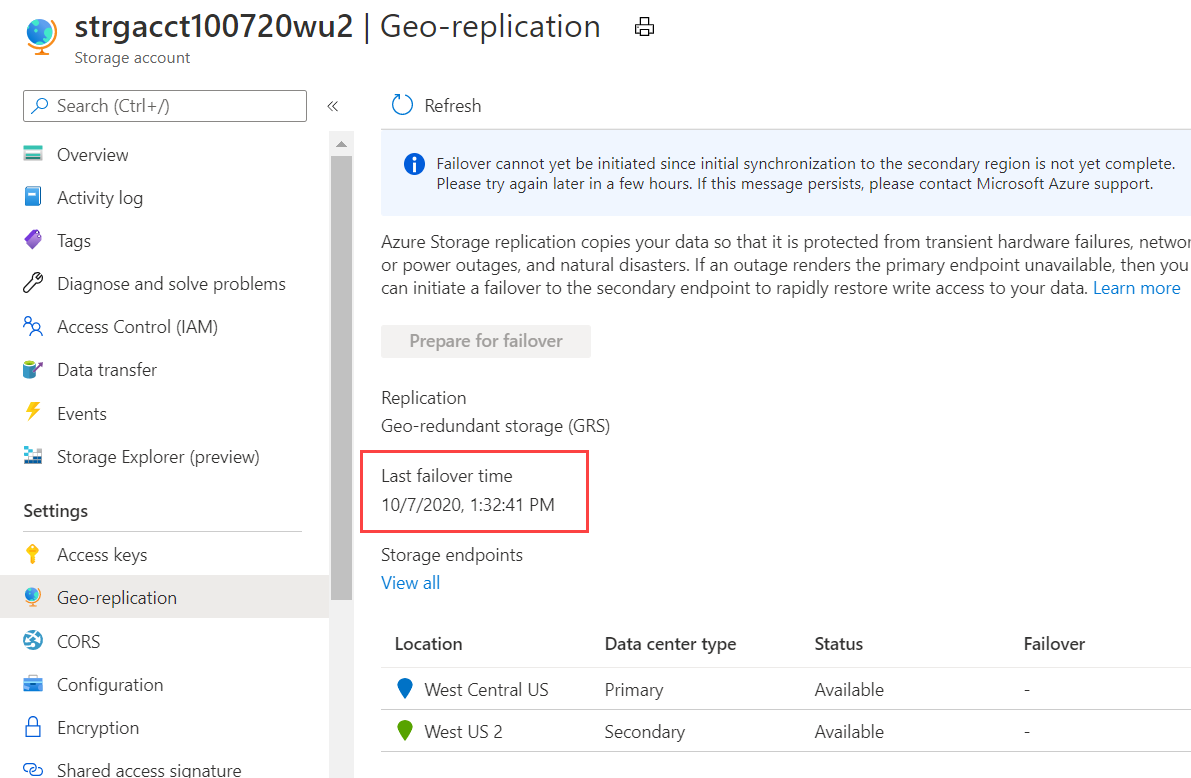 strgacct100720wu2 | Geo-replication
Storage account
Search (Ctrl+/)
«
Overview
Activity log
Tags
Diagnose and solve problems
Access Control (IAM)
Data transfer
Events
Storage Explorer (preview)
Settings
Access keys
Geo-replication
CORS
Configuration
Encryption
Shared access signature
Refresh
Failover cannot yet be initiated since initial synchronization to the secondary region is not yet complete.
Please try again later in a few hours. If this message persists, please contact Microsoft Azure support.
Azure Storage replication copies your data so that it is protected from transient hardware failures, networ
or power outages, and natural disasters. If an outage renders the primary endpoint unavailable, then you
can initiate a failover to the secondary endpoint to rapidly restore write access to your data. Learn more
Prepare for failover
Replication
Geo-redundant storage (GRS)
Last failover time
10/7/2020, 1:32:41 PM
Storage endpoints
View all
Location Data center type Status Failover
West Central US Primary Available -
West US 2 Secondary Available -